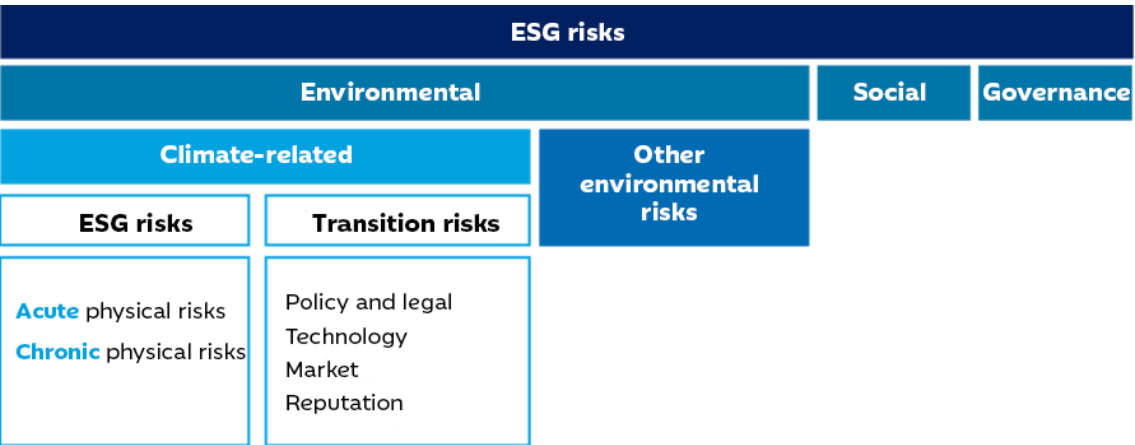 ESG risks
Environmental
Social
Governance
Climate-related
Other
environmental
risks
ESG risks
Transition risks
Acute physical risks
Chronic physical risks
Policy and legal
Technology
Market
Reputation